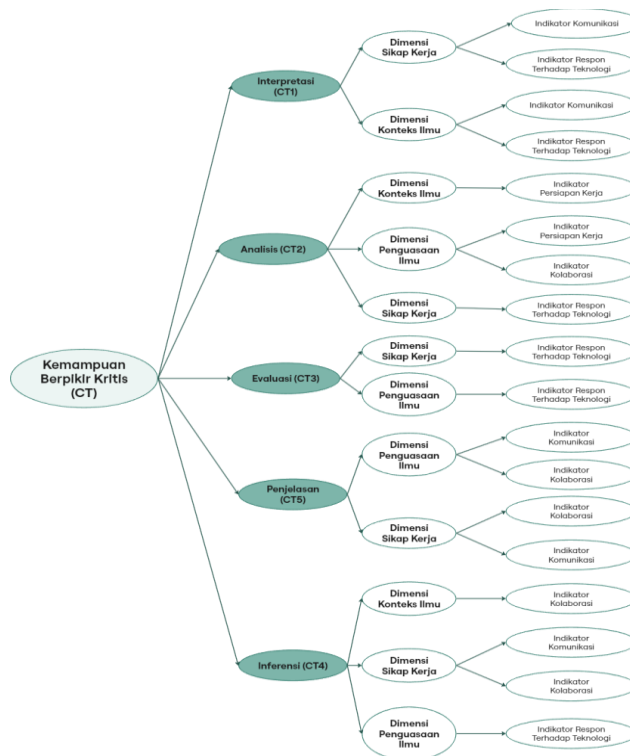 Kemampuan
Berpikir Kritis
(CT)
Interpretasi
(CT1)
Dimensi
Sikap Kerja
Indikator Komunikasi
Indikator Respon
Terhadap Teknologi
Dimensi
Konteks Ilmu
Indikator Komunikasi
Indikator Respon
Terhadap Teknologi
Analisis (CT2)
Dimensi
Konteks Ilmu
Indikator
Persiapan Kerja
Dimensi
Penguasaan
Ilmu
Indikator
Persiapan Kerja
Indikator
Kolaborasi
Dimensi
Sikap Kerja
Indikator Respon
Terhadap Teknologi
Evaluasi (CT3)
Dimensi
Sikap Kerja
Indikator Respon
Terhadap Teknologi
Dimensi
Penguasaan
Ilmu
Indikator Respon
Terhadap Teknologi
Penjelasan
(CT5)
Dimensi
Penguasaan
Ilmu
Indikator
Komunikasi
Indikator
Kolaborasi
Dimensi
Sikap Kerja
Indikator
Kolaborasi
Indikator
Komunikasi
Inferensi (CT4)
Dimensi
Konteks Ilmu
Indikator
Kolaborasi
Dimensi
Sikap Kerja
Indikator
Komunikasi
Indikator
Kolaborasi
Dimensi
Penguasaan
Ilmu
Indikator Respon
Terhadap Teknologi